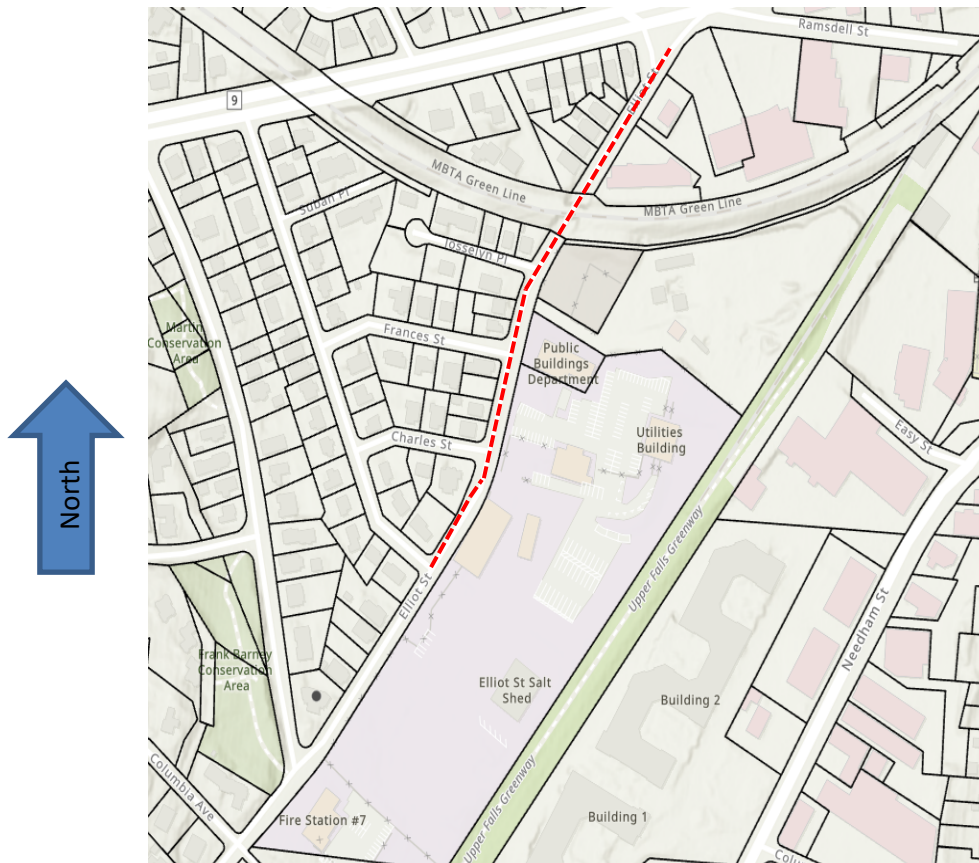 Ramsdell St
9
Elliot St
MBTA Green Line
MBTA Green Line
Suban Pl
Josselyn Pl
Martin
Conservation
Area
Frances St
Public
Buildings
Department
North
Charles St
Utilities
Building
Easy St
Upper Falls Greenway
Elliot St
Needham St
Frank Barney
Conservation
Area
Elliot St Salt
Shed
Building 2
Columbia Ave
Upper Falls Greenway
Fire Station #7
Building 1